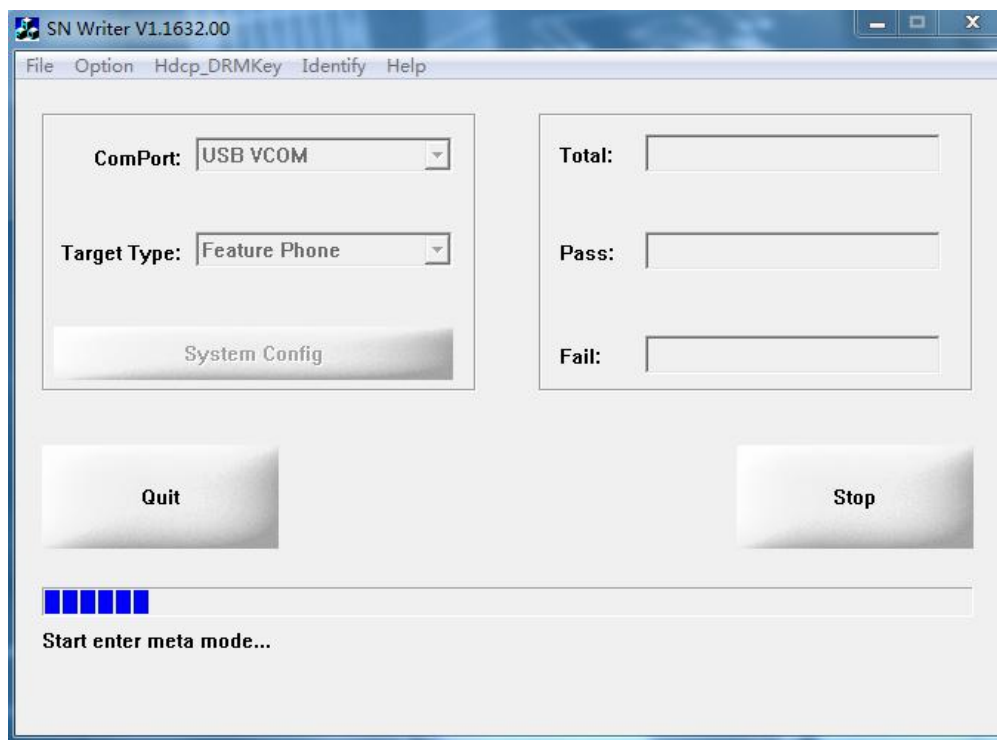 SN Writer V1.1632.00
File Option Hdcp_DRMKey Identify Help
ComPort: USB VCOM
Target Type: Feature Phone
System Config
Total:
Pass:
Fail:
Quit
Stop
Start enter meta mode...